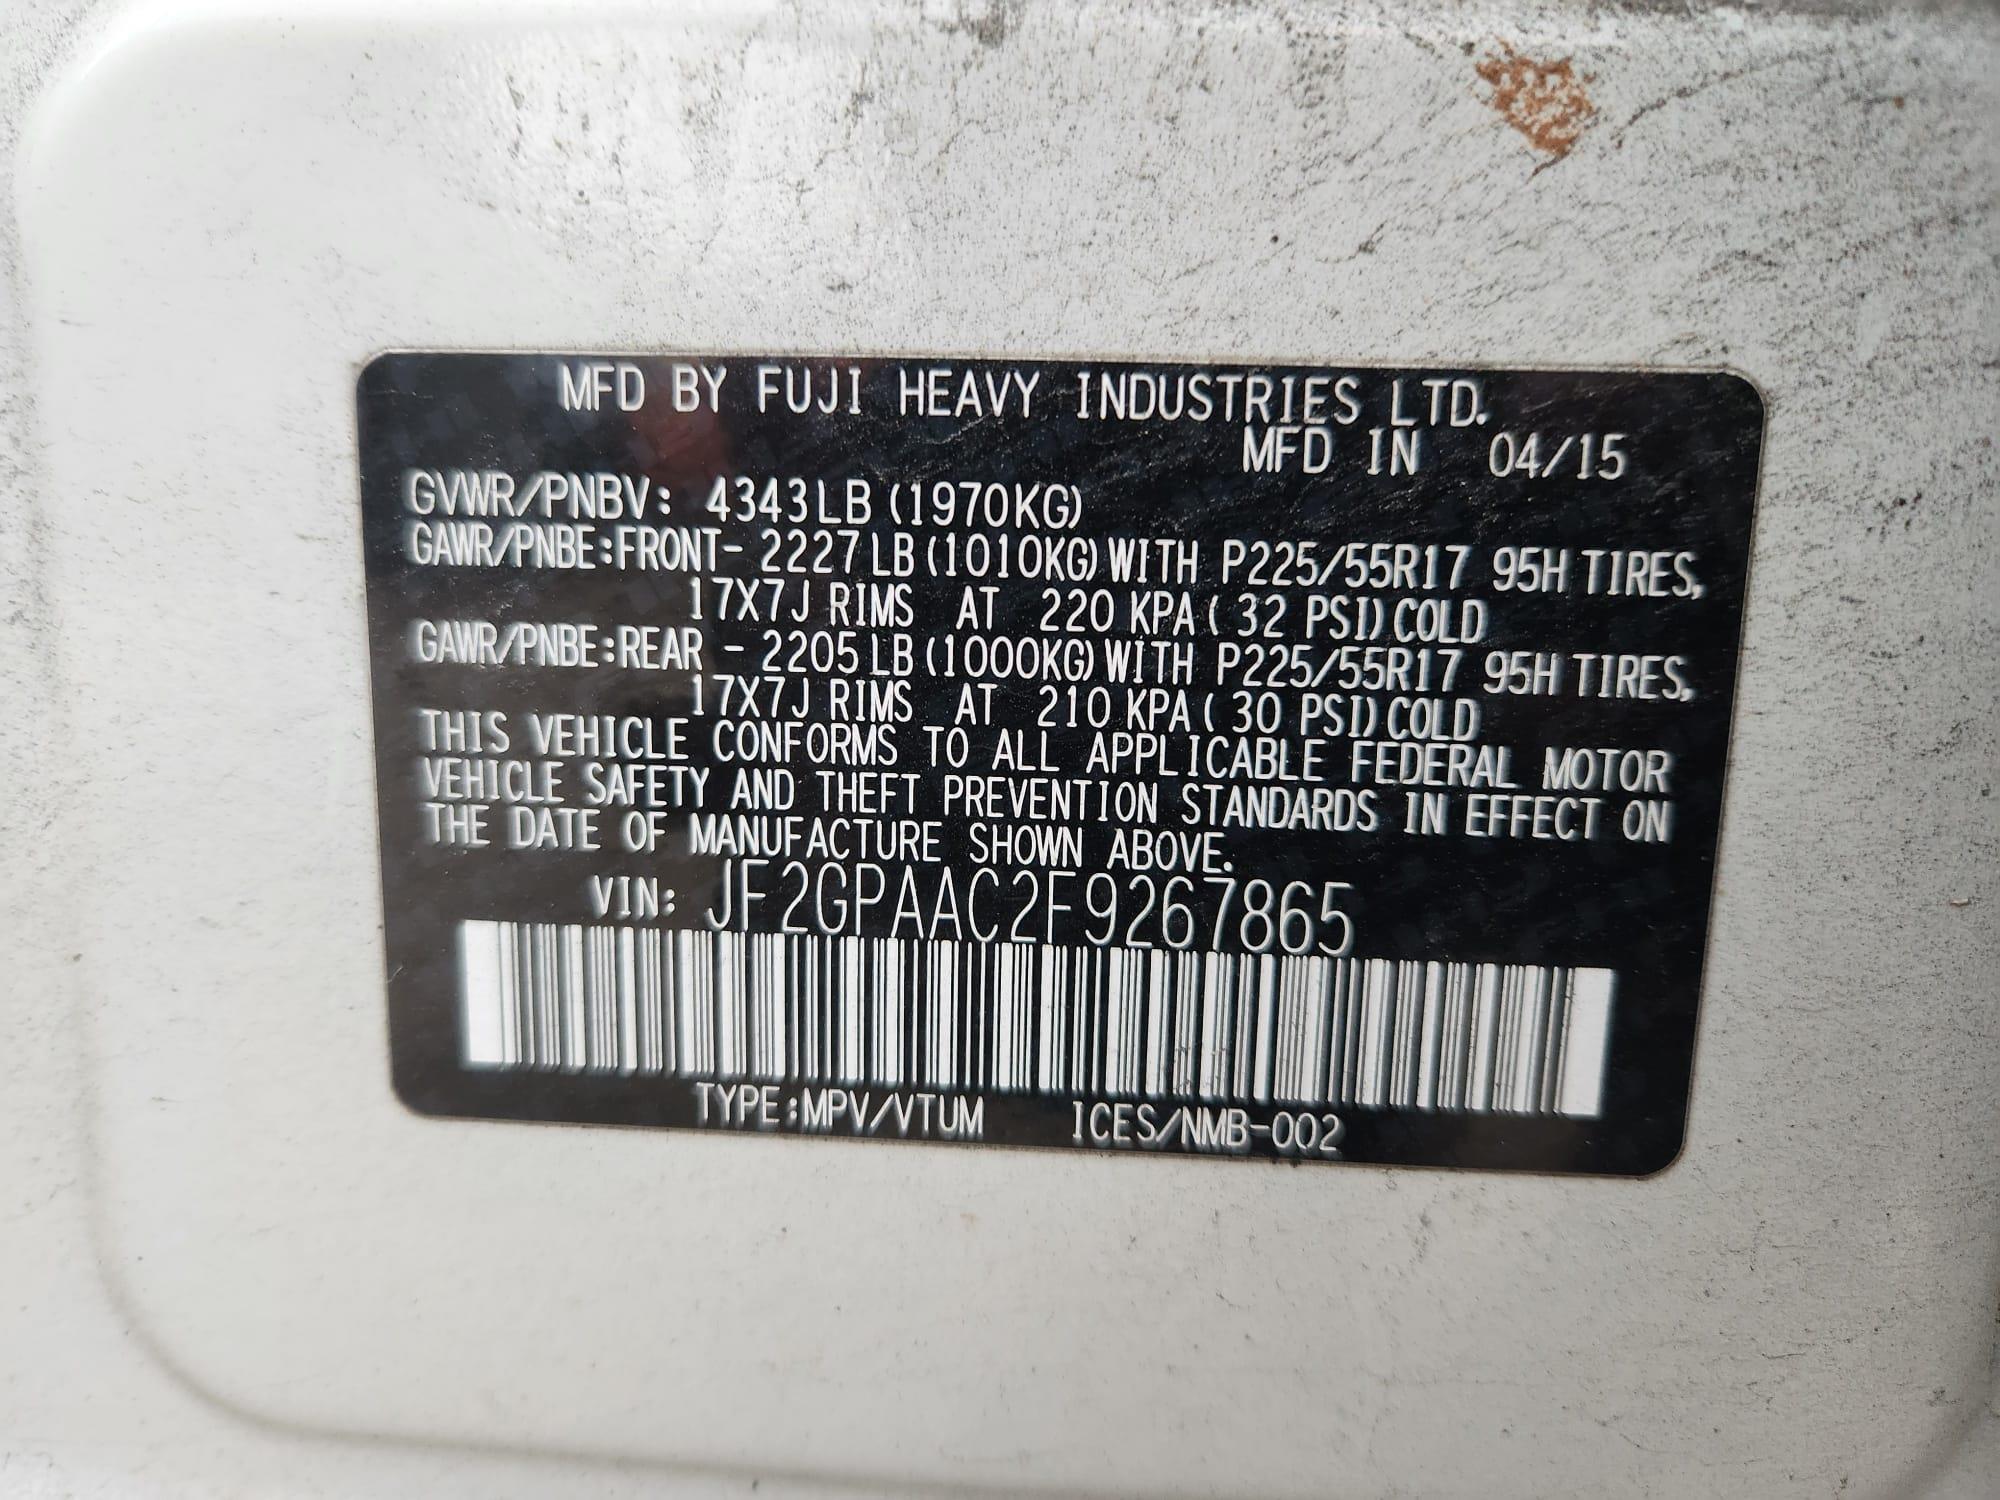 MFD BY FUJI HEAVY INDUSTRIES LTD.
MFD IN 04/15
GVWR/PNBV: 4343LB (1970KG)
GAWR/PNBE:FRONT- 2227LB (1010KG) WITH P225/55R17 95H TIRES,
17X7J RIMS AT 220 KPA ( 32 PSI) COLD
GAWR/PNBE:REAR - 2205LB (1000KG) WITH P225/55R17 95H TIRES,
17X7J RIMS AT 210 KPA ( 30 PSI) COLD
THIS VEHICLE CONFORMS TO ALL APPLICABLE FEDERAL MOTOR
VEHICLE SAFETY AND THEFT PREVENTION STANDARDS IN EFFECT ON
THE DATE OF MANUFACTURE SHOWN ABOVE.
VIN: JF2GPAAC2F9267865
TYPE:MPV/VTUM ICES/NMB-002